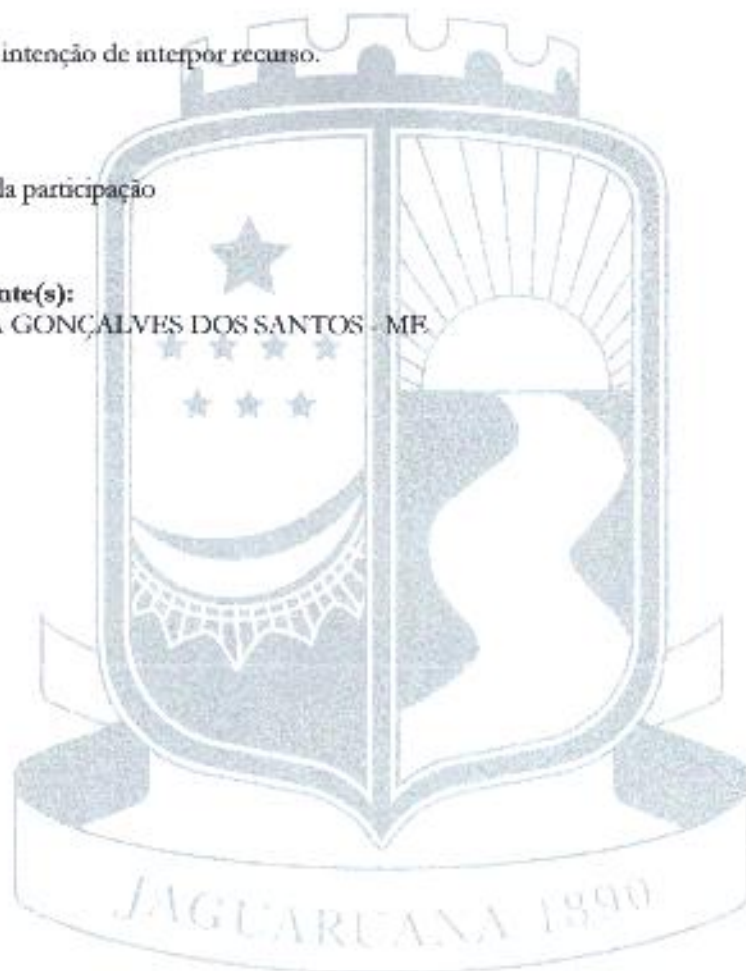 intenção de interpor recurso.
la participação
nte(s):
A GONÇALVES DOS SANTOS - ME
JAGUARUANA 1890